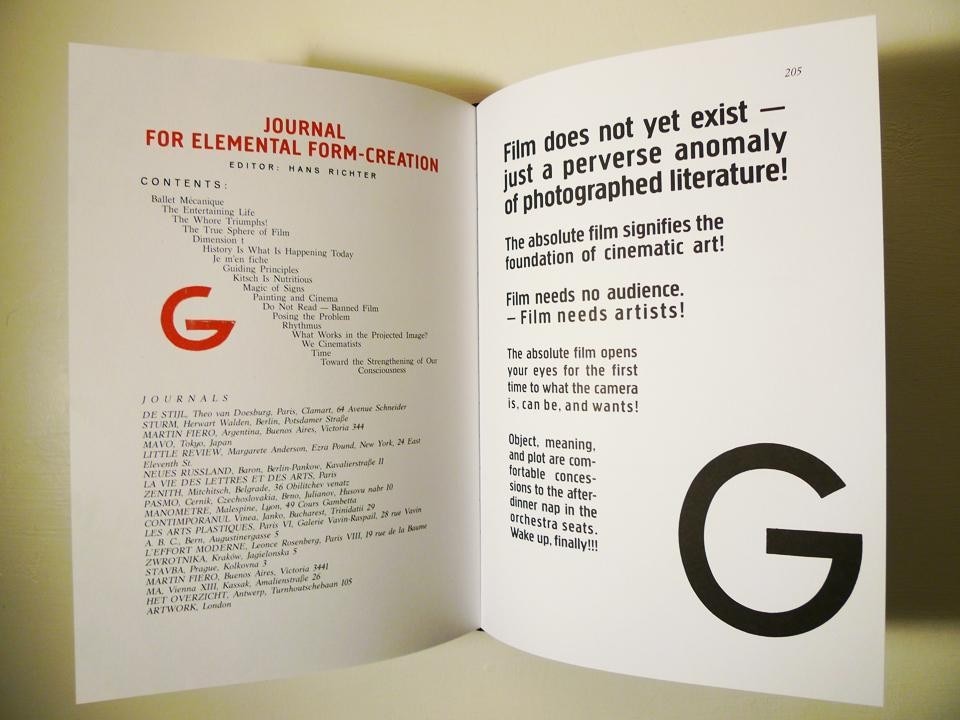 JOURNAL
FOR ELEMENTAL FORM-CREATION
EDITOR: HANS RICHTER
CONTENTS:
Ballet Mécanique
The Entertaining Life
The Whore Triumphs!
The True Sphere of Film
Dimension t
History Is What Is Happening Today
Je m'en fiche
Guiding Principles
Kitsch Is Nutritious
Magic of Signs
Painting and Cinema
Do Not Read — Banned Film
Posing the Problem
Rhythmus
What Works in the Projected Image?
We Cinematists
Time
Toward the Strengthening of Our
Consciousness
G
JOURNALS
DE STIJL, Theo van Doesburg, Paris, Clamart, 64 Avenue Schneider
STURM, Herwart Walden, Berlin, Potsdamer Straße
MARTIN FIERO, Argentina, Buenos Aires, Victoria 344
MAVO, Tokyo, Japan
LITTLE REVIEW, Margarete Anderson, Ezra Pound, New York, 24 East
Eleventh St.
NEUES RUSSLAND, Baron, Berlin-Pankow, Kavalierstraße 11
LA VIE DES LETTRES ET DES ARTS, Paris
ZENITH, Mitchitsch, Belgrade, 36 Obilitchev venatz
PASMO, Cernik, Czechoslovakia, Brno, Julianov, Husovu nahr 10
MANOMETRE, Malespine, Lyon, 49 Cours Gambetta
CONTIMPORANUL Vinea, Janko, Bucharest, Trinidatii 29
LES ARTS PLASTIQUES, Paris VI, Galerie Vavin-Raspail, 28 rue Vavin
A. B. C., Bern, Augustinergasse 5
L'EFFORT MODERNE, Leonce Rosenberg, Paris VIII, 19 rue de la Baume
ZWROTNIKA, Kraków, Jagielonska 5
STAVBA, Prague, Kolkovna 3
MARTIN FIERO, Buenos Aires, Victoria 3441
MA, Vienna XIII, Kassak, Amalienstraße 26
HET OVERZICHT, Antwerp, Turnhoutschebaan 105
ARTWORK, London
205
Film does not yet exist —
just a perverse anomaly
of photographed literature!
The absolute film signifies the
foundation of cinematic art!
Film needs no audience.
– Film needs artists!
The absolute film opens
your eyes for the first
time to what the camera
is, can be, and wants!
Object, meaning,
and plot are com-
fortable conces-
sions to the after-
dinner nap in the
orchestra seats.
Wake up, finally!!!
G